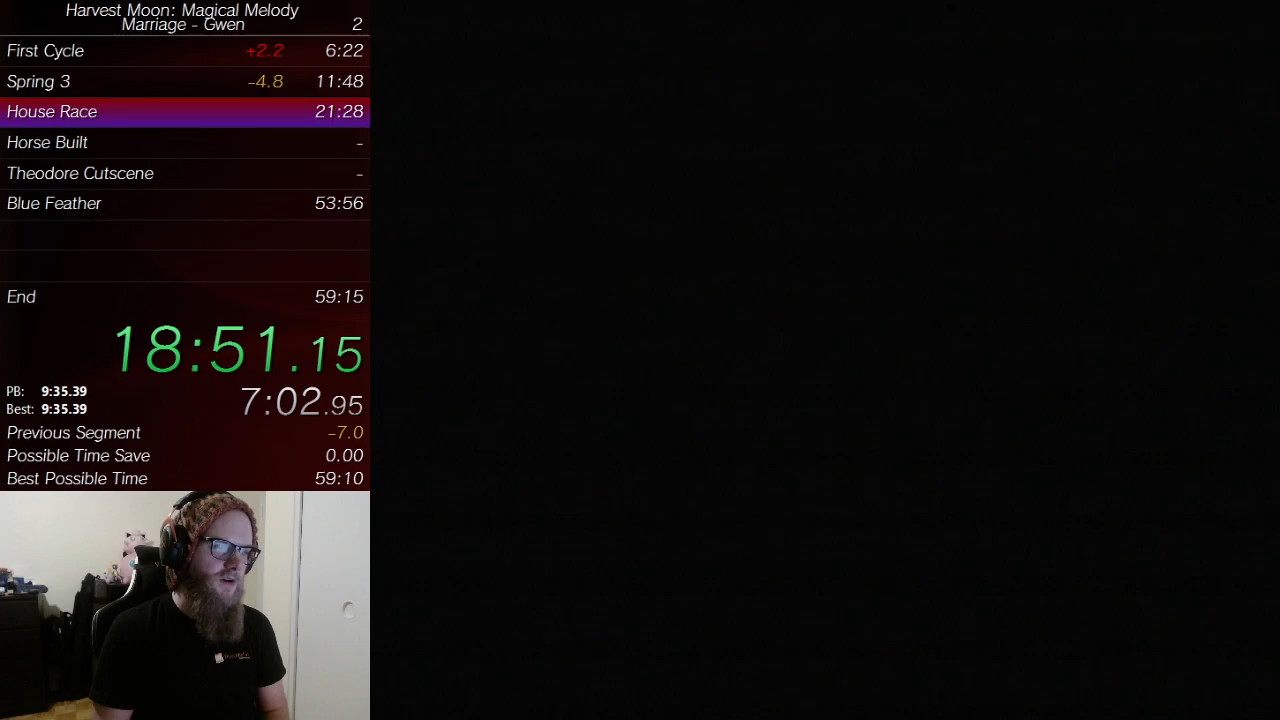 Harvest Moon: Magical Melody
Marriage - Gwen 2
First Cycle +2.2 6:22
Spring 3 -4.8 11:48
House Race 21:28
Horse Built -
Theodore Cutscene -
Blue Feather 53:56
End 59:15
18:51.15
PB: 9:35.39
7:02.95
Best: 9:35.39
Previous Segment -7.0
Possible Time Save 0.00
Best Possible Time 59:10